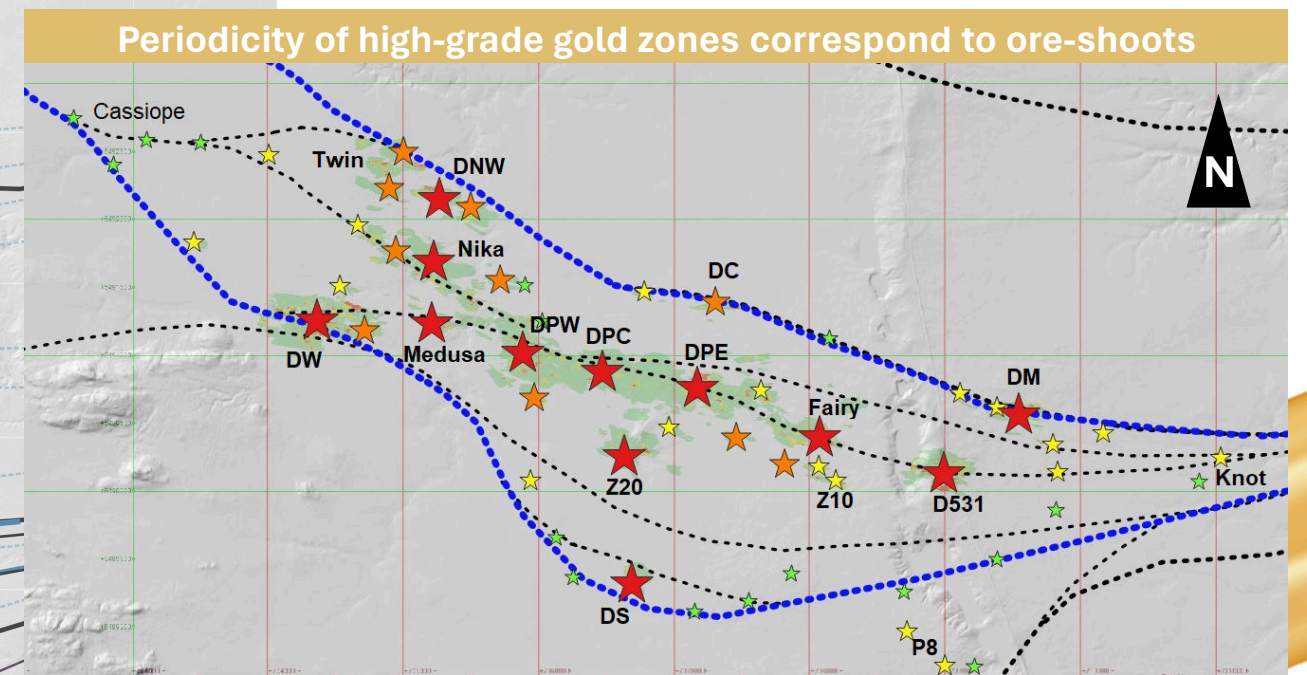 Periodicity of high-grade gold zones correspond to ore-shoots
Cassiope
N
Twin
DNW
Nika
DC
DPW
DPC
DPE
Medusa
DW
DM
Fairy
Z20
Z10
D531
Knot
DS
P8